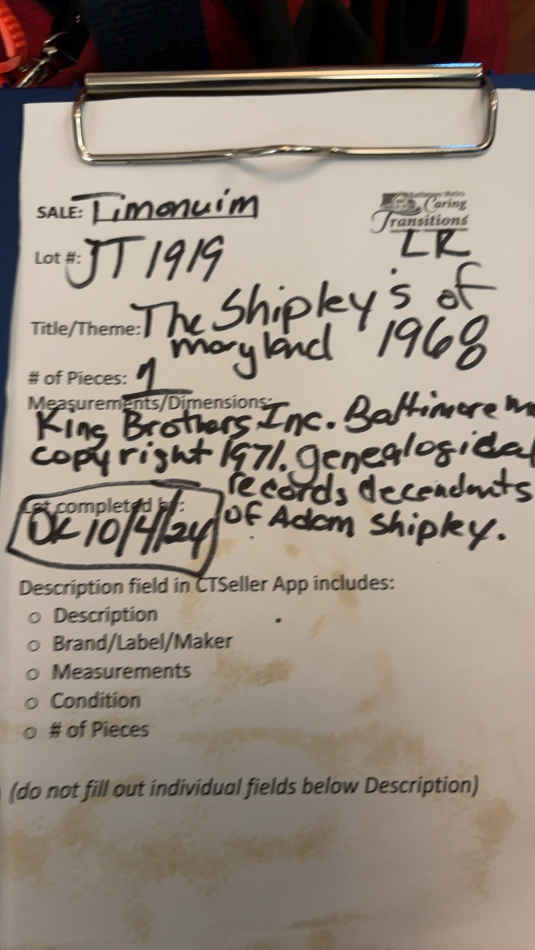 SALE: Timonuim
Caring
Transitions
LR
Lot #: JT 1919
Title/Theme: The Shipley's of
maryland 1968
# of Pieces: 1
Measurements/Dimensions:
King Brothers Inc. Baltimore
copyright 1971. genealogidal
records decendants
Lot completed by:
OK 10/4/24
of Adam Shipley.
Description field in CTSeller App includes:
o Description
o Brand/Label/Maker
o Measurements
o Condition
o # of Pieces
(do not fill out individual fields below Description)